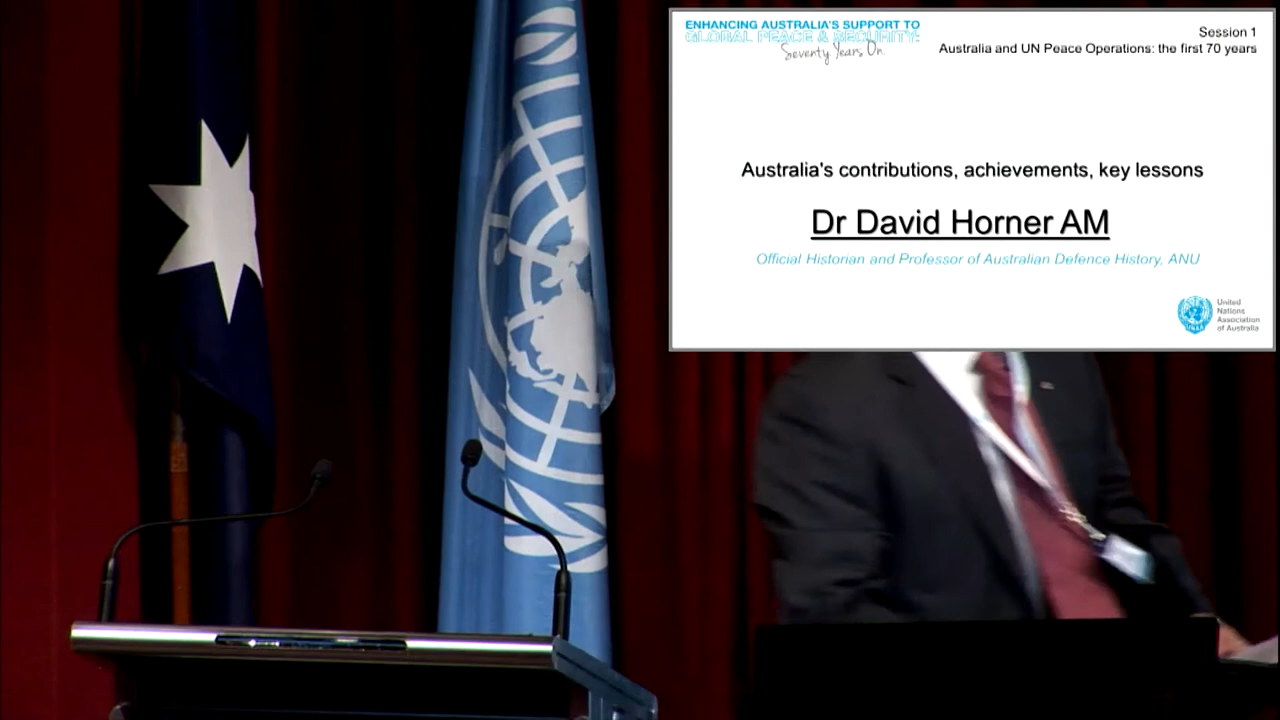 ENHANCING AUSTRALIA'S SUPPORT TO
GLOBAL PEACE & SECURITY:
Seventy Years On
Session 1
Australia and UN Peace Operations: the first 70 years
Australia's contributions, achievements, key lessons
Dr David Horner AM
Official Historian and Professor of Australian Defence History, ANU
United
Nations
Association
of Australia